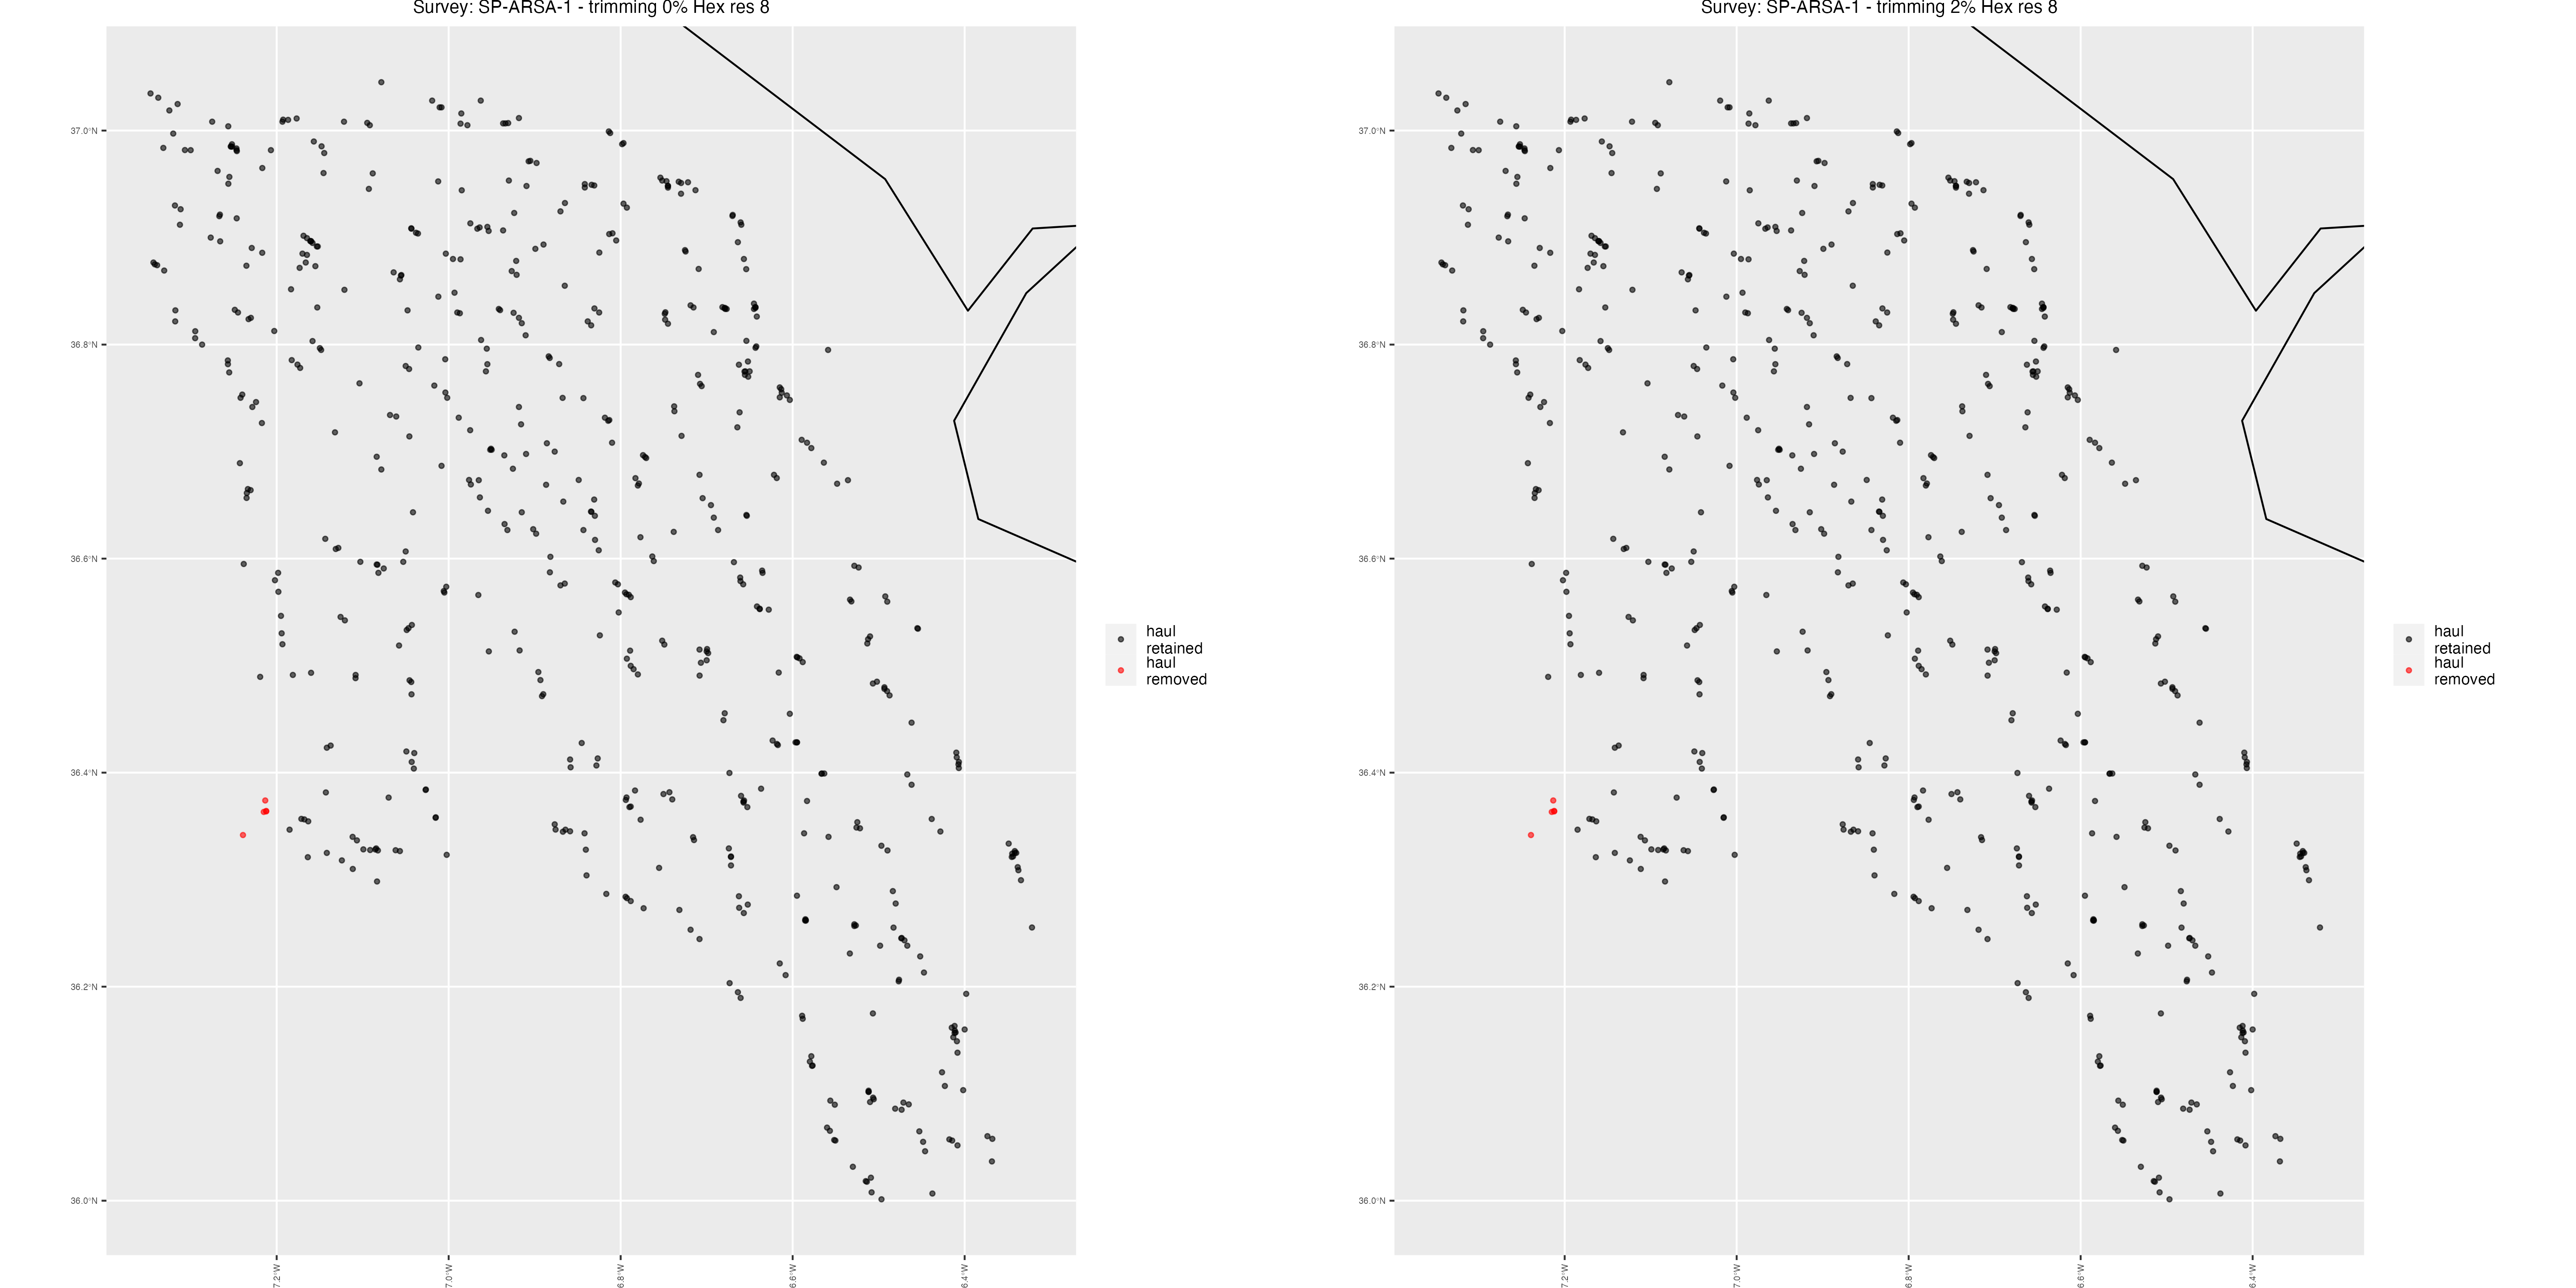 Survey: SP-ARSA-1 - trimming 0% Hex res 8
37.0°N
36.8°N
36.6°N
36.4°N
36.2°N
36.0°N
7.2°W
7.0°W
6.8°W
6.6°W
6.4°W
haul
retained
haul
removed
Survey: SP-ARSA-1 - trimming 2% Hex res 8
37.0°N
36.8°N
36.6°N
36.4°N
36.2°N
36.0°N
7.2°W
7.0°W
6.8°W
6.6°W
6.4°W
haul
retained
haul
removed